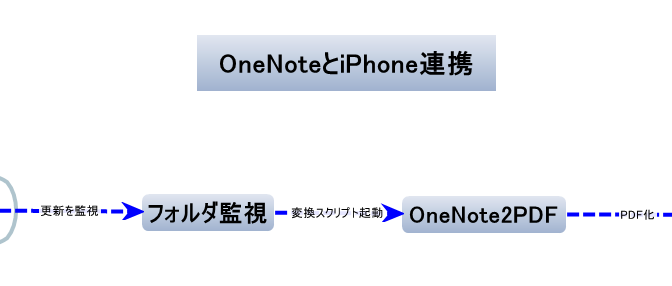 OneNoteとiPhone連携
更新を監視
フォルダ監視
変換スクリプト起動
OneNote2PDF
PDF化